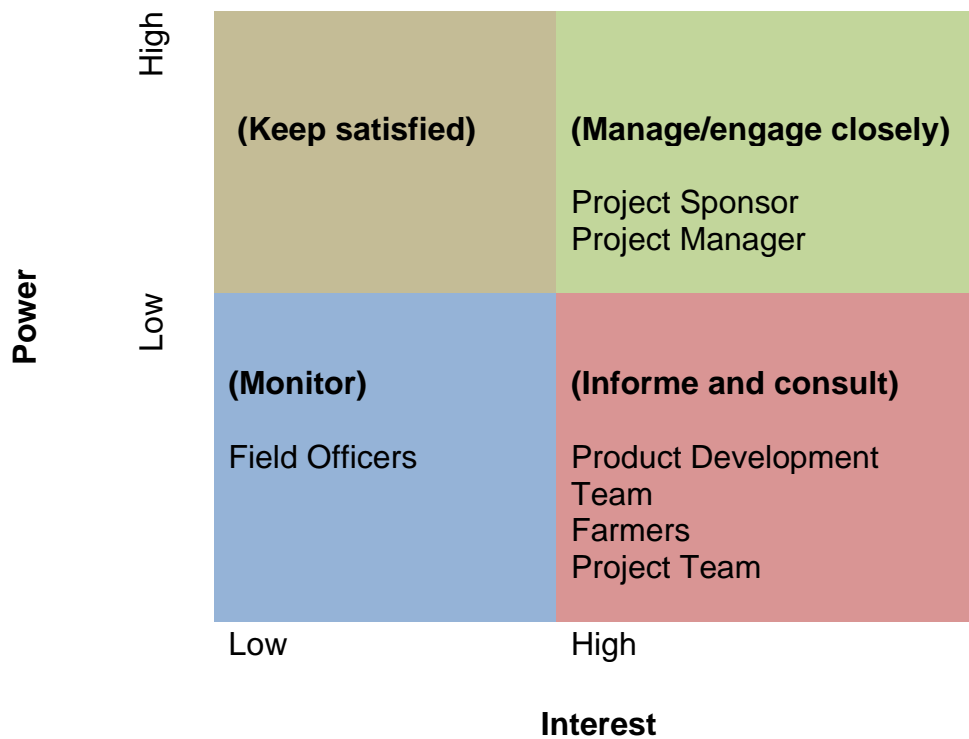 High
(Keep satisfied)
(Manage/engage closely)
Project Sponsor
Project Manager
Power
Low
(Monitor)
Field Officers
(Informe and consult)
Product Development
Team
Farmers
Project Team
Low
High
Interest